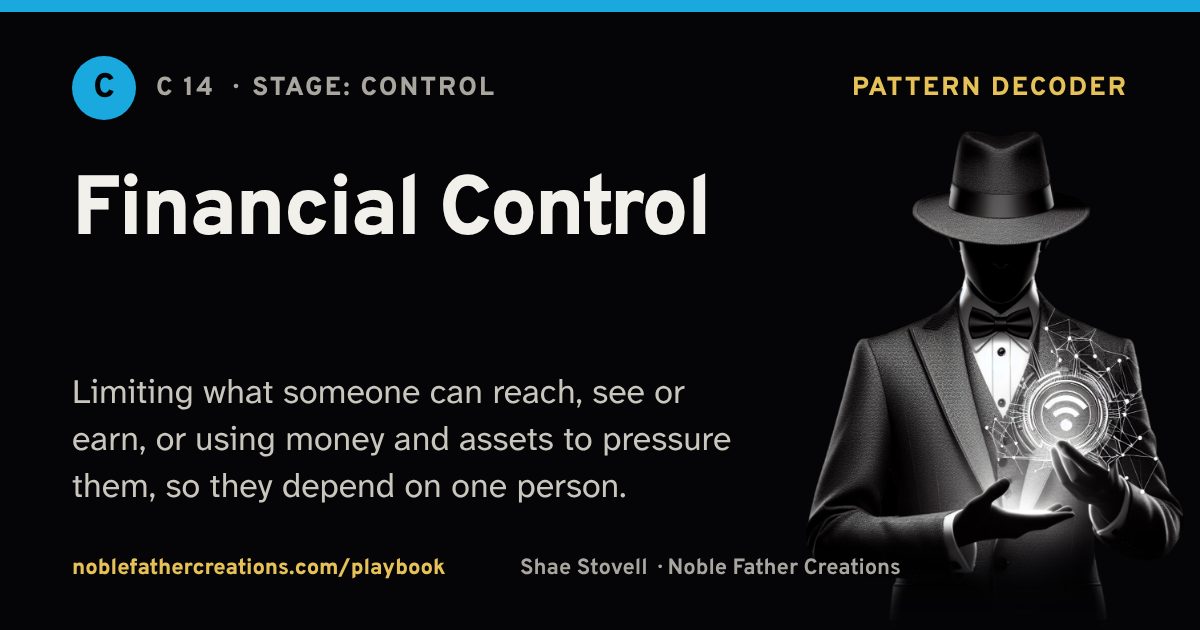 C
C 14 · STAGE: CONTROL
PATTERN DECODER
Financial Control
Limiting what someone can reach, see or
earn, or using money and assets to pressure
them, so they depend on one person.
noblefathercreations.com/playbook
Shae Stovell · Noble Father Creations